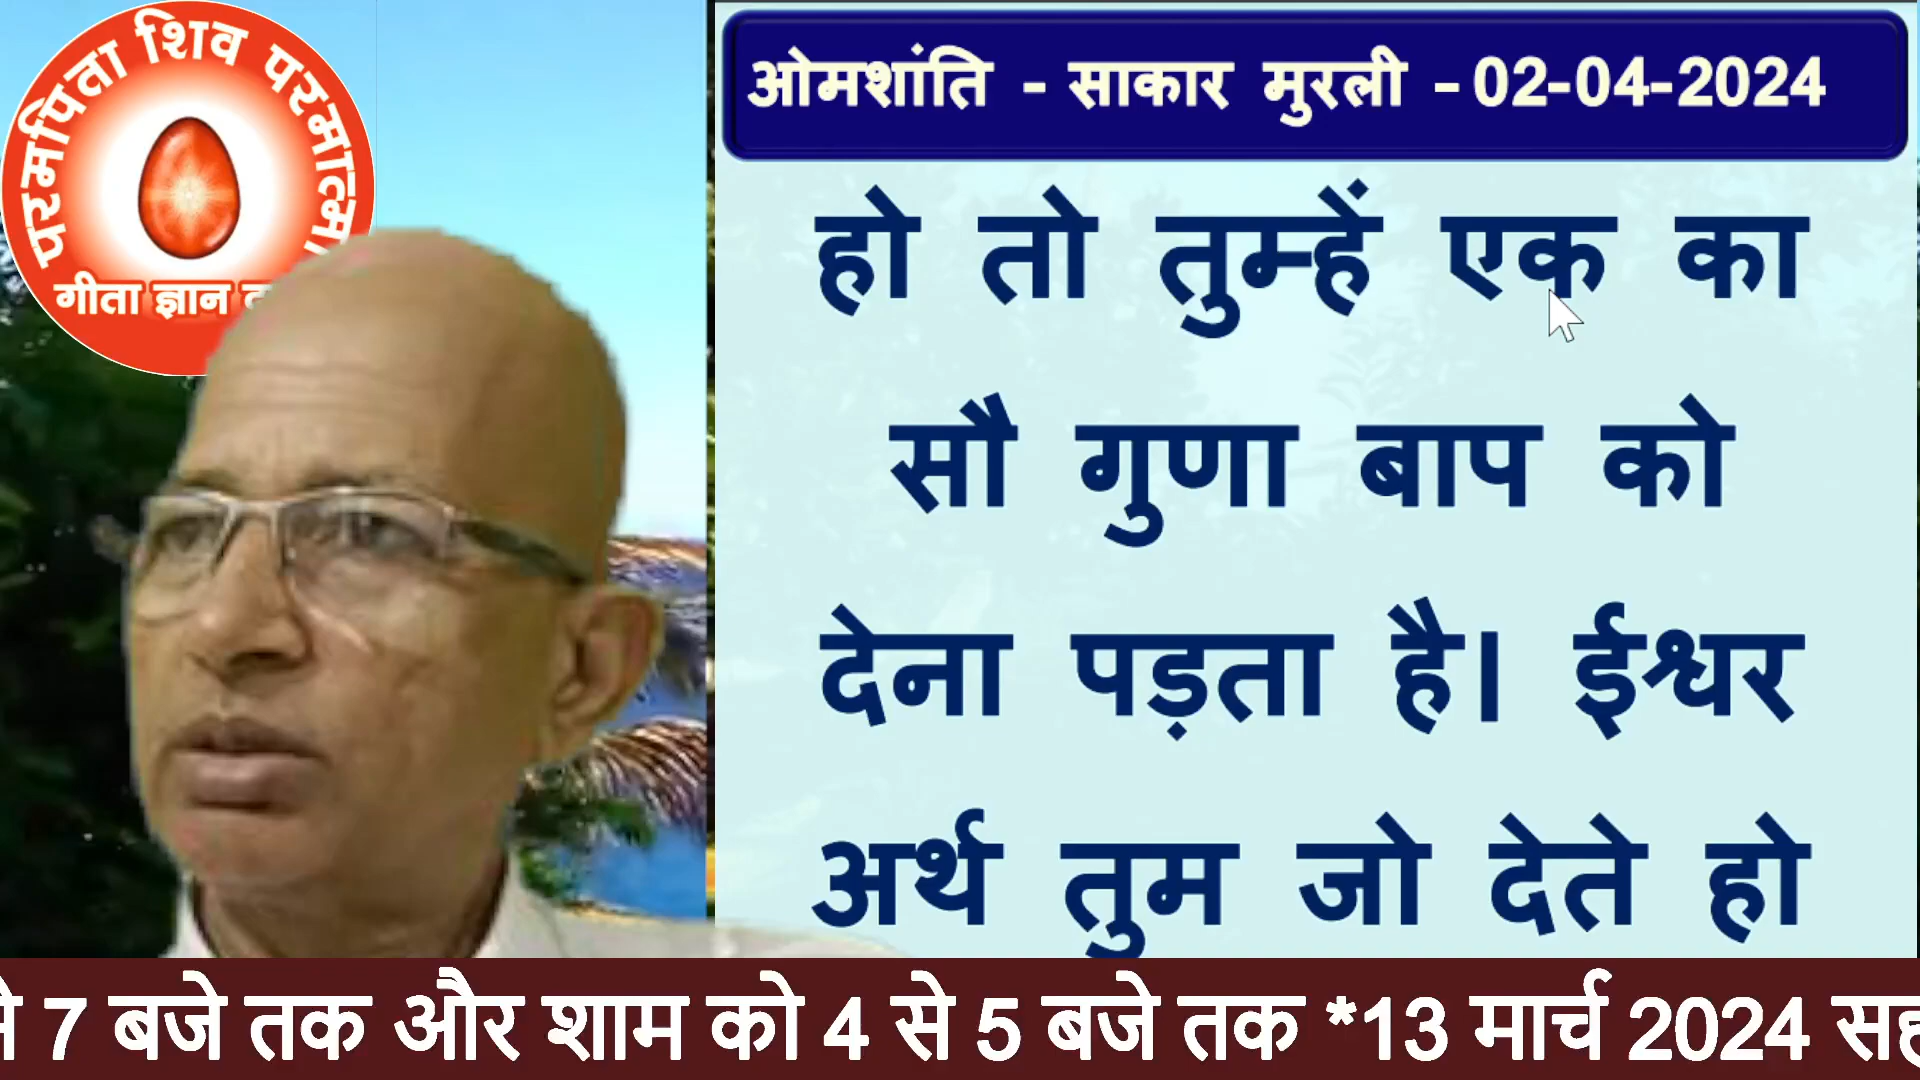 परमपिता शिव परमात्मा
गीता ज्ञान
ओमशांति - साकार मुरली - 02-04-2024
हो तो तुम्हें एक का
सौ गुणा बाप को
देना पड़ता है। ईश्वर
अर्थ तुम जो देते हो
7 बजे तक और शाम को 4 से 5 बजे तक *13 मार्च 2024